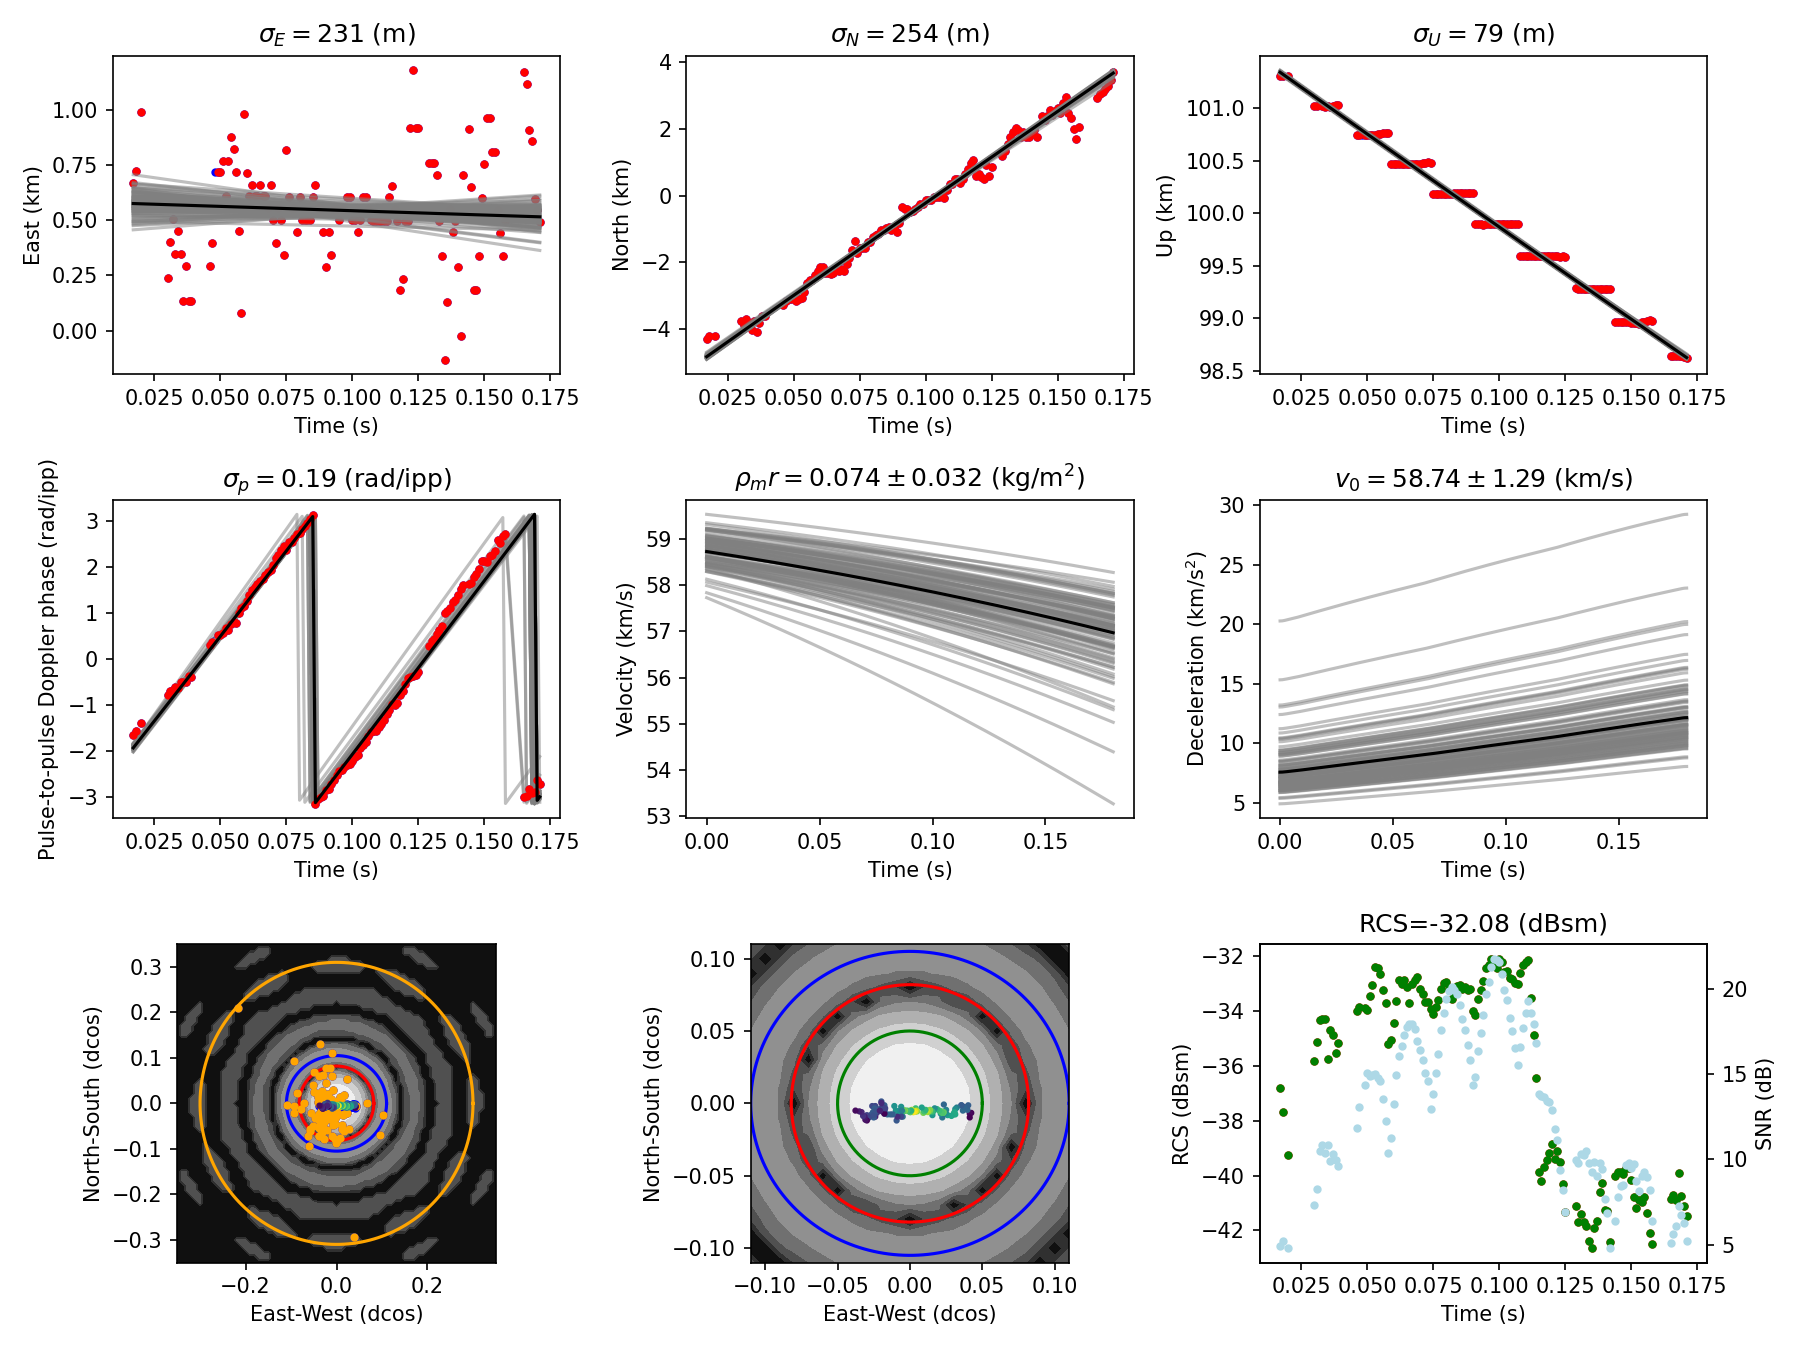 σ_E = 231 (m)
σ_N = 254 (m)
σ_U = 79 (m)
East (km)
1.00
0.75
0.50
0.25
0.00
0.025 0.050 0.075 0.100 0.125 0.150 0.175
Time (s)
North (km)
4
2
0
−2
−4
0.025 0.050 0.075 0.100 0.125 0.150 0.175
Time (s)
Up (km)
101.0
100.5
100.0
99.5
99.0
98.5
0.025 0.050 0.075 0.100 0.125 0.150 0.175
Time (s)
σ_p = 0.19 (rad/ipp)
ρ_m r = 0.074 ± 0.032 (kg/m²)
v₀ = 58.74 ± 1.29 (km/s)
Pulse-to-pulse Doppler phase (rad/ipp)
3
2
1
0
−1
−2
−3
0.025 0.050 0.075 0.100 0.125 0.150 0.175
Time (s)
Velocity (km/s)
59
58
57
56
55
54
53
0.00 0.05 0.10 0.15
Time (s)
Deceleration (km/s²)
30
25
20
15
10
5
0.00 0.05 0.10 0.15
Time (s)
RCS=-32.08 (dBsm)
North-South (dcos)
0.3
0.2
0.1
0.0
−0.1
−0.2
−0.3
−0.2 0.0 0.2
East-West (dcos)
North-South (dcos)
0.10
0.05
0.00
−0.05
−0.10
−0.10 −0.05 0.00 0.05 0.10
East-West (dcos)
RCS (dBsm)
−32
−34
−36
−38
−40
−42
20
15
10
5
SNR (dB)
0.025 0.050 0.075 0.100 0.125 0.150 0.175
Time (s)